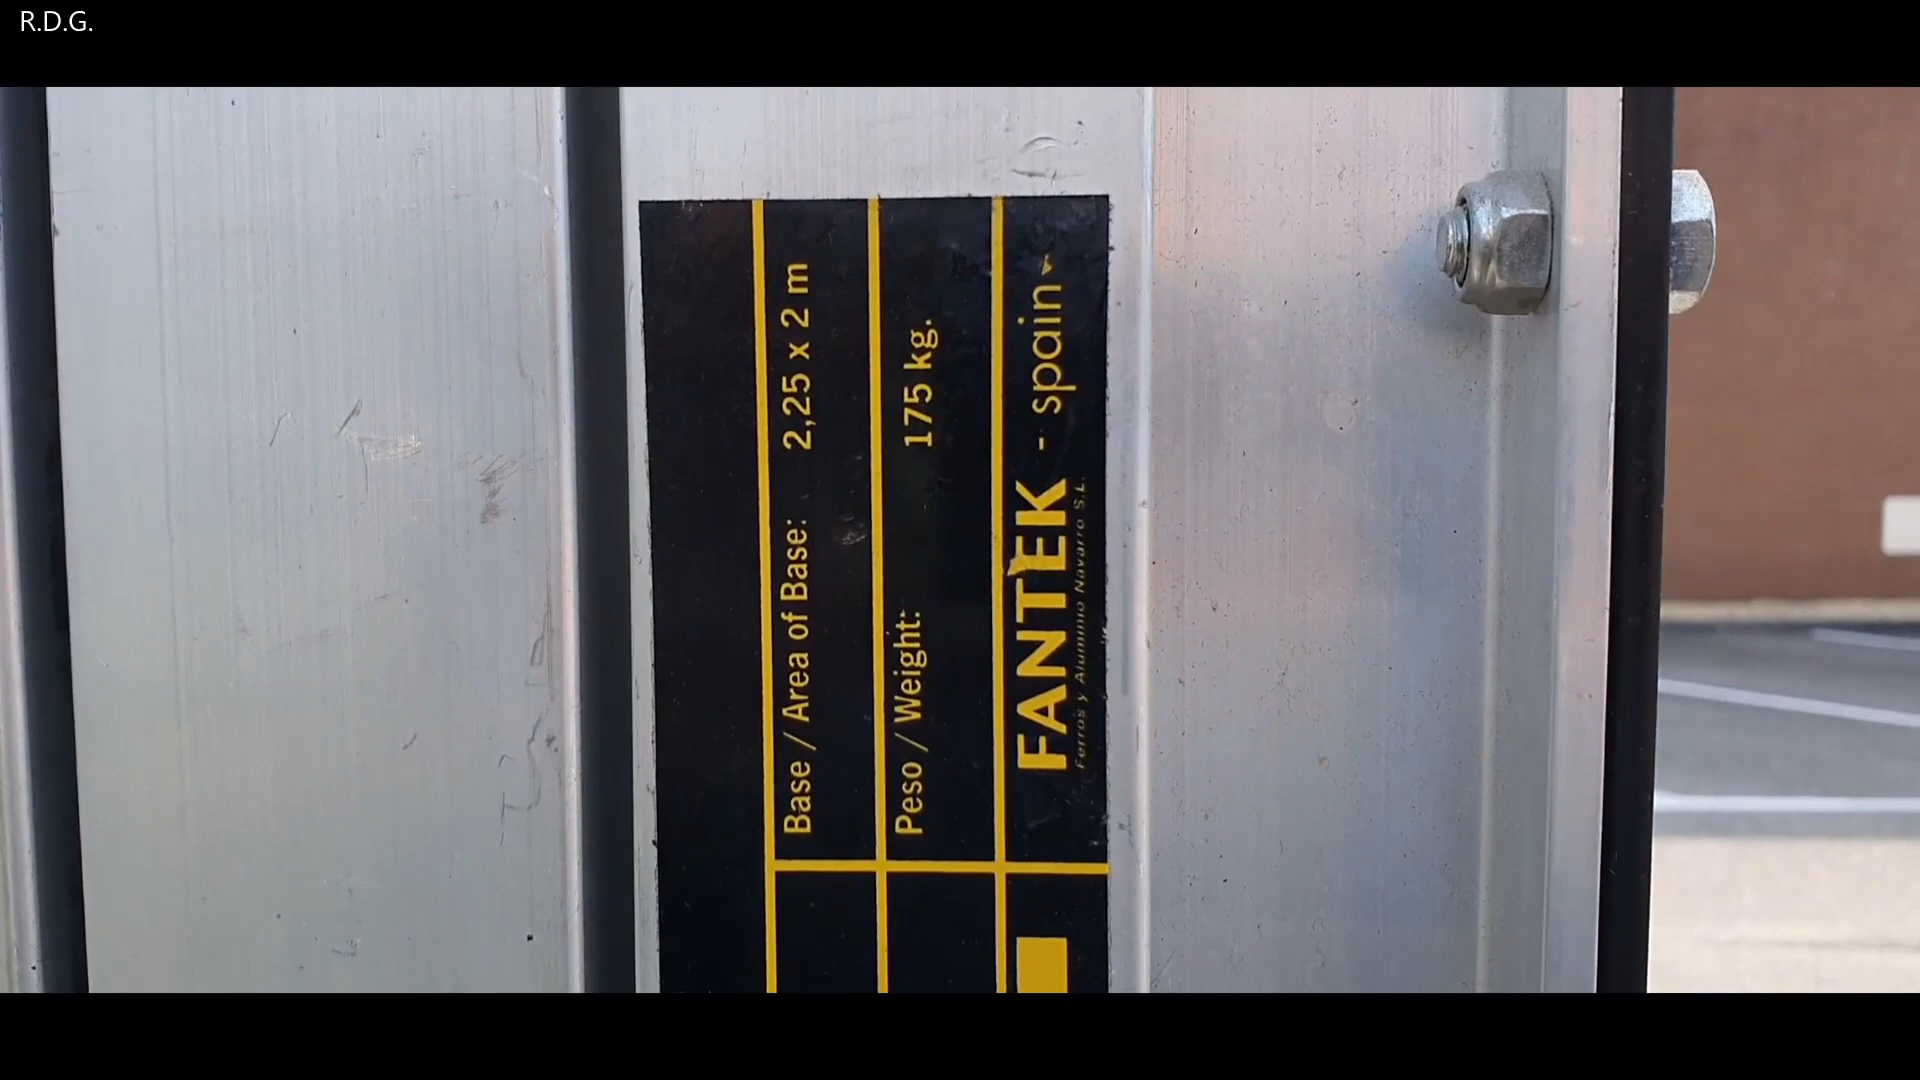 R.D.G.
Base / Area of Base: 2,25 x 2 m
Peso / Weight: 175 kg.
FANTEK - spain
Ferros y Aluminio Navarro S.L.